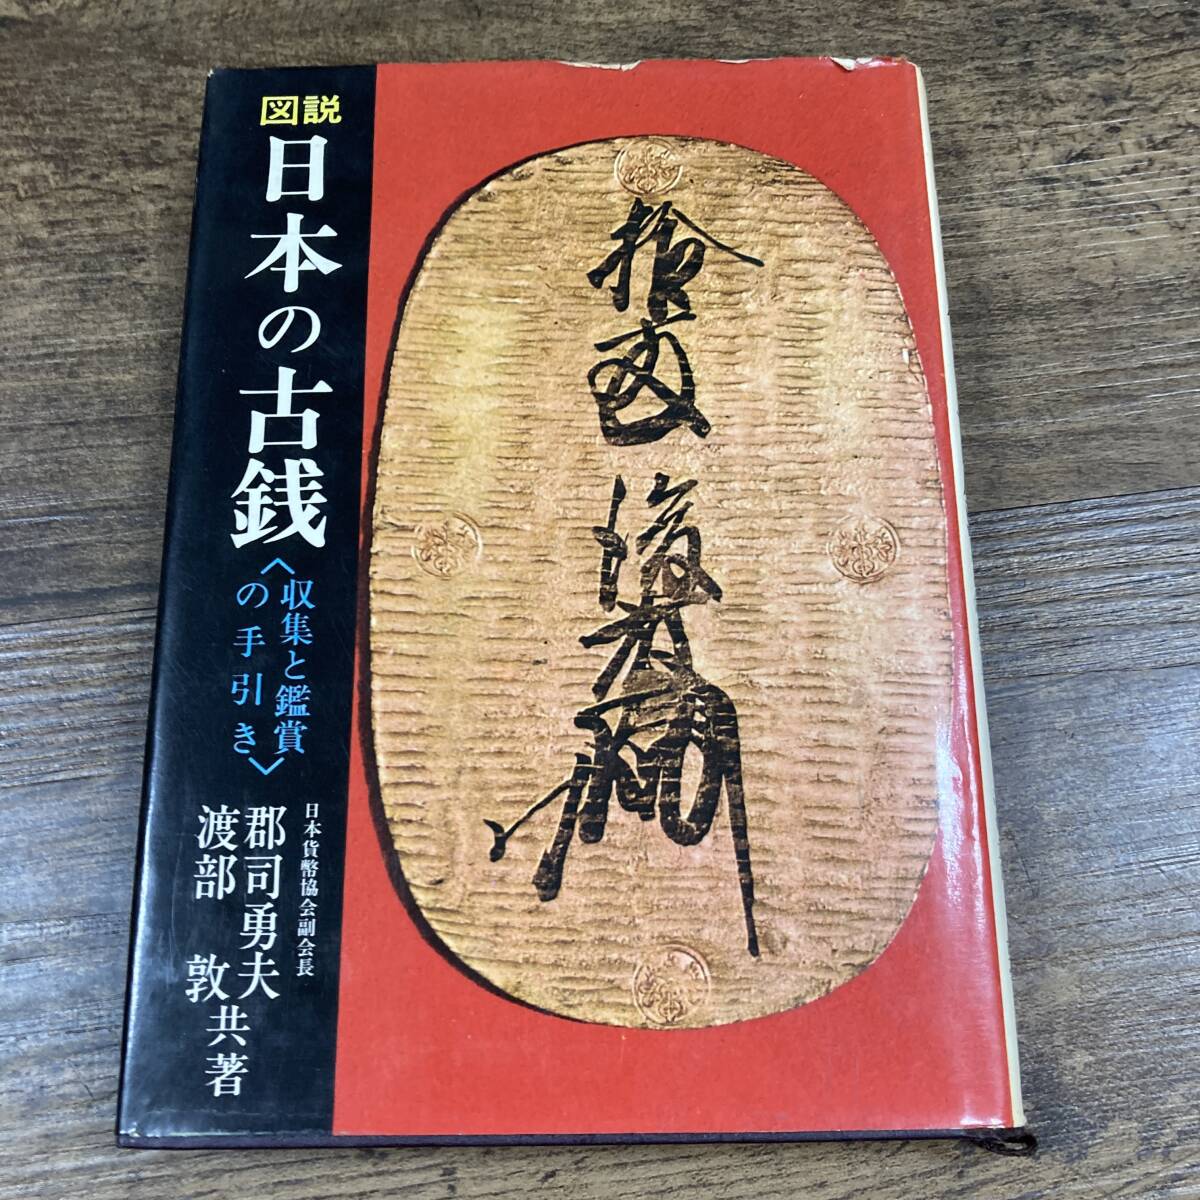 図説
日本の古銭
〈収集と鑑賞
の手引き〉
日本貨幣協会副会長
郡司勇夫
渡部 敦 共著
拾両後藤